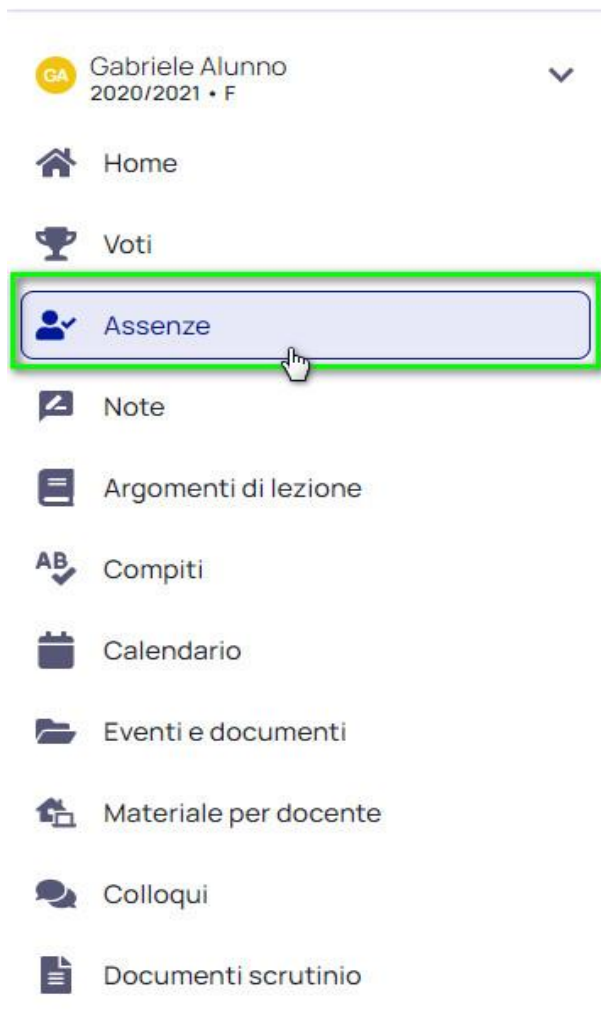 GA
Gabriele Alunno
2020/2021 • F
Home
Voti
Assenze
Note
Argomenti di lezione
AB
Compiti
Calendario
Eventi e documenti
Materiale per docente
Colloqui
Documenti scrutinio